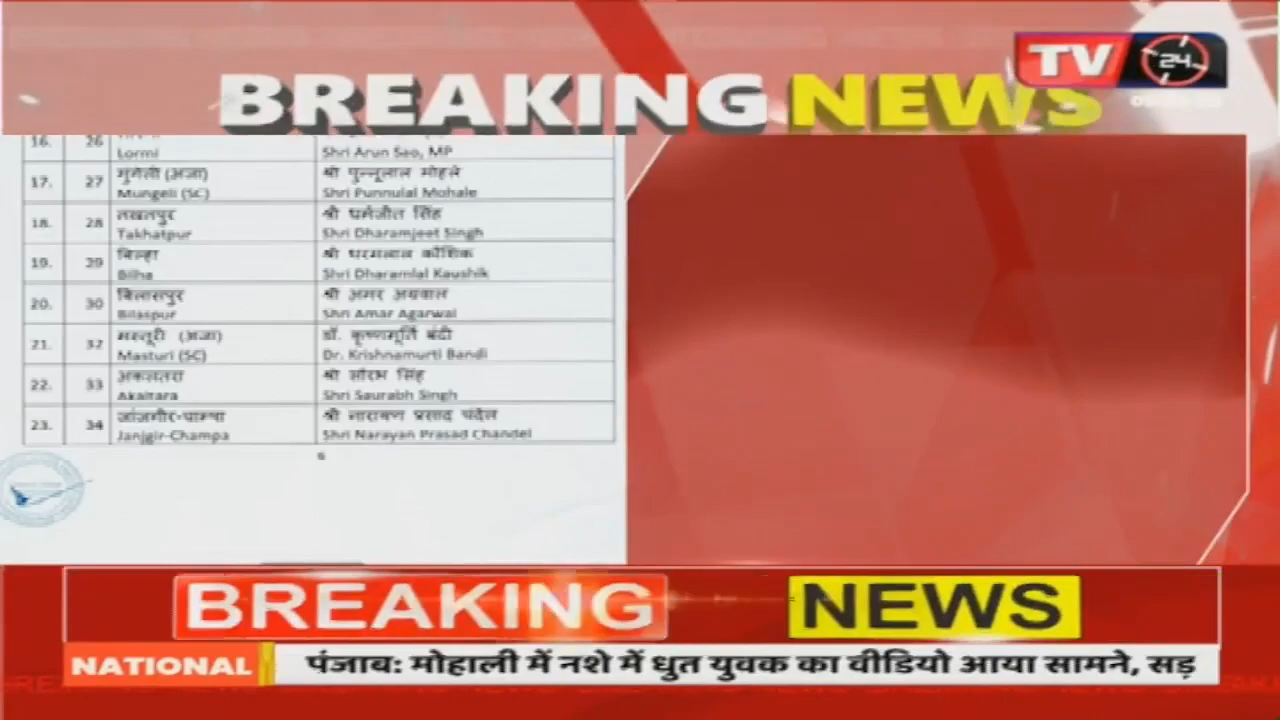 BREAKING NEWS
TV 24
16. 26
Lormi Shri Arun Sao, MP
17. 27 मुंगेली (अजा) श्री पुन्नूलाल मोहले
Mungeli (SC) Shri Punnulal Mohale
18. 28 तखतपुर श्री धर्मजीत सिंह
Takhatpur Shri Dharamjeet Singh
19. 29 बिल्हा श्री धरमलाल कौशिक
Bilha Shri Dharamlal Kaushik
20. 30 बिलासपुर श्री अमर अग्रवाल
Bilaspur Shri Amar Agarwal
21. 32 मस्तूरी (अजा) डॉ. कृष्णमूर्ति बंदी
Masturi (SC) Dr. Krishnamurti Bandi
22. 33 अकलतरा श्री सौरभ सिंह
Akaltara Shri Saurabh Singh
23. 34 जांजगीर-चाम्पा श्री नारायण प्रसाद चंदेल
Janjgir-Champa Shri Narayan Prasad Chandel
6
BREAKING NEWS
NATIONAL पंजाब: मोहाली में नशे में धुत युवक का वीडियो आया सामने, सड़